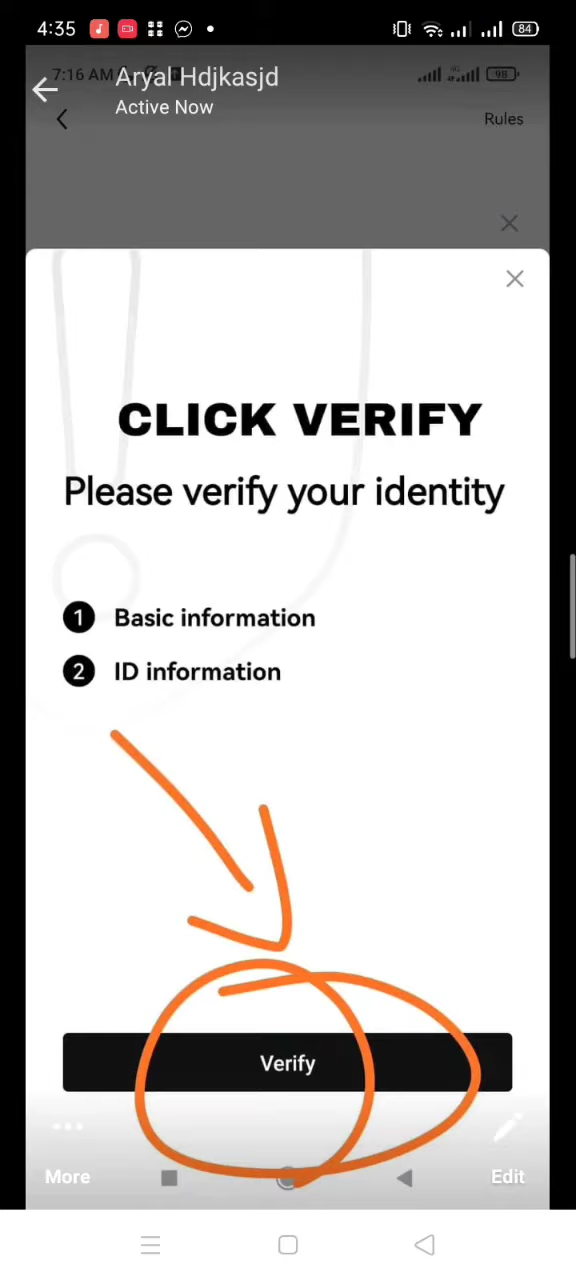 4:35
84
7:16 AM
Aryal Hdjkasjd
98
Active Now
Rules
CLICK VERIFY
Please verify your identity
1 Basic information
2 ID information
Verify
More
Edit